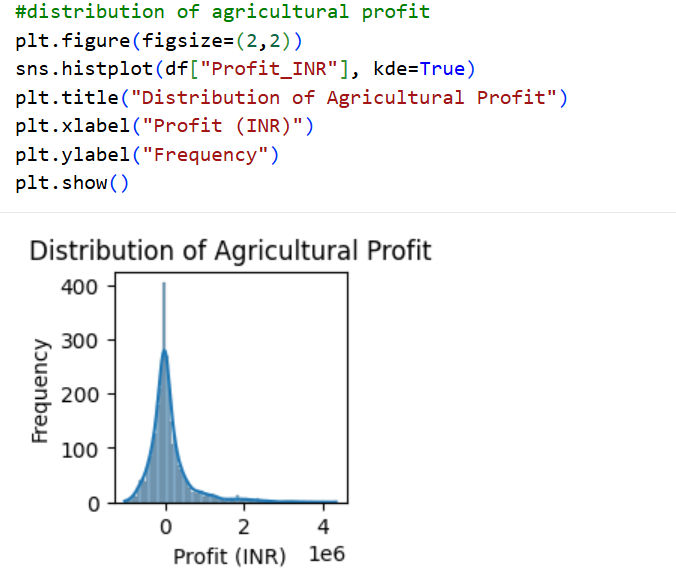 #distribution of agricultural profit
plt.figure(figsize=(2,2))
sns.histplot(df["Profit_INR"], kde=True)
plt.title("Distribution of Agricultural Profit")
plt.xlabel("Profit (INR)")
plt.ylabel("Frequency")
plt.show()
Distribution of Agricultural Profit
Frequency
400
300
200
100
0
0 2 4
Profit (INR) 1e6